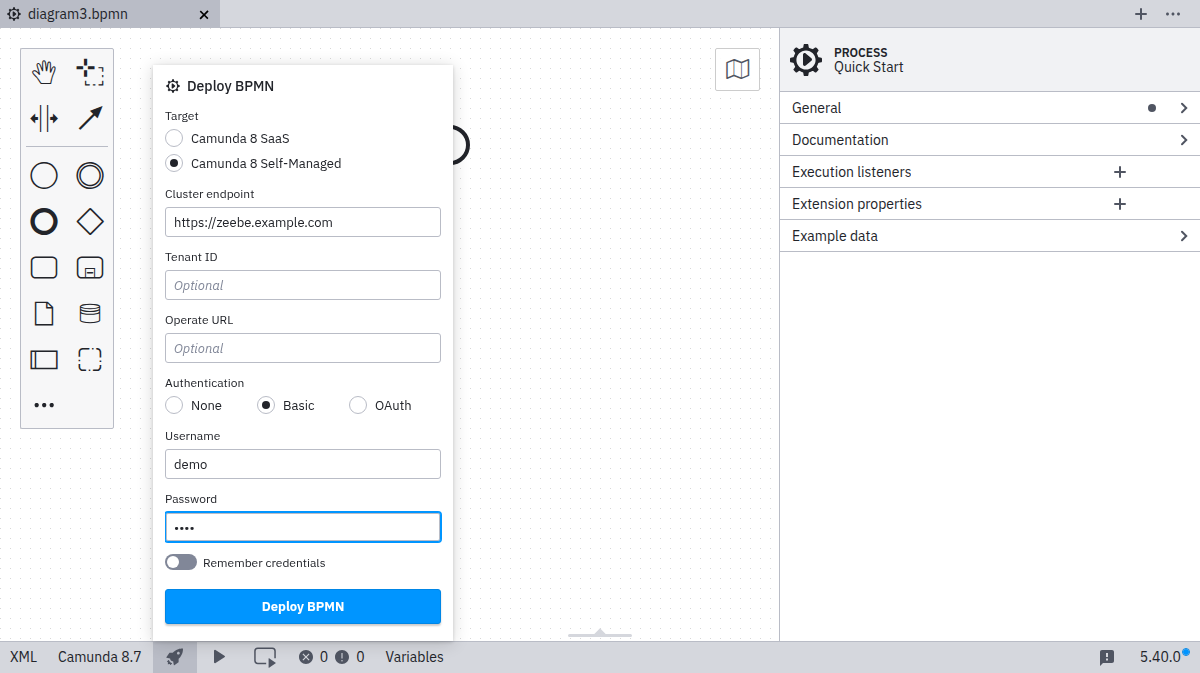 diagram3.bpmn
PROCESS
Quick Start
General
Documentation
Execution listeners
Extension properties
Example data
Deploy BPMN
Target
Camunda 8 SaaS
Camunda 8 Self-Managed
Cluster endpoint
https://zeebe.example.com
Tenant ID
Optional
Operate URL
Optional
Authentication
None Basic OAuth
Username
demo
Password
••••
Remember credentials
Deploy BPMN
XML Camunda 8.7 0 0 Variables 5.40.0